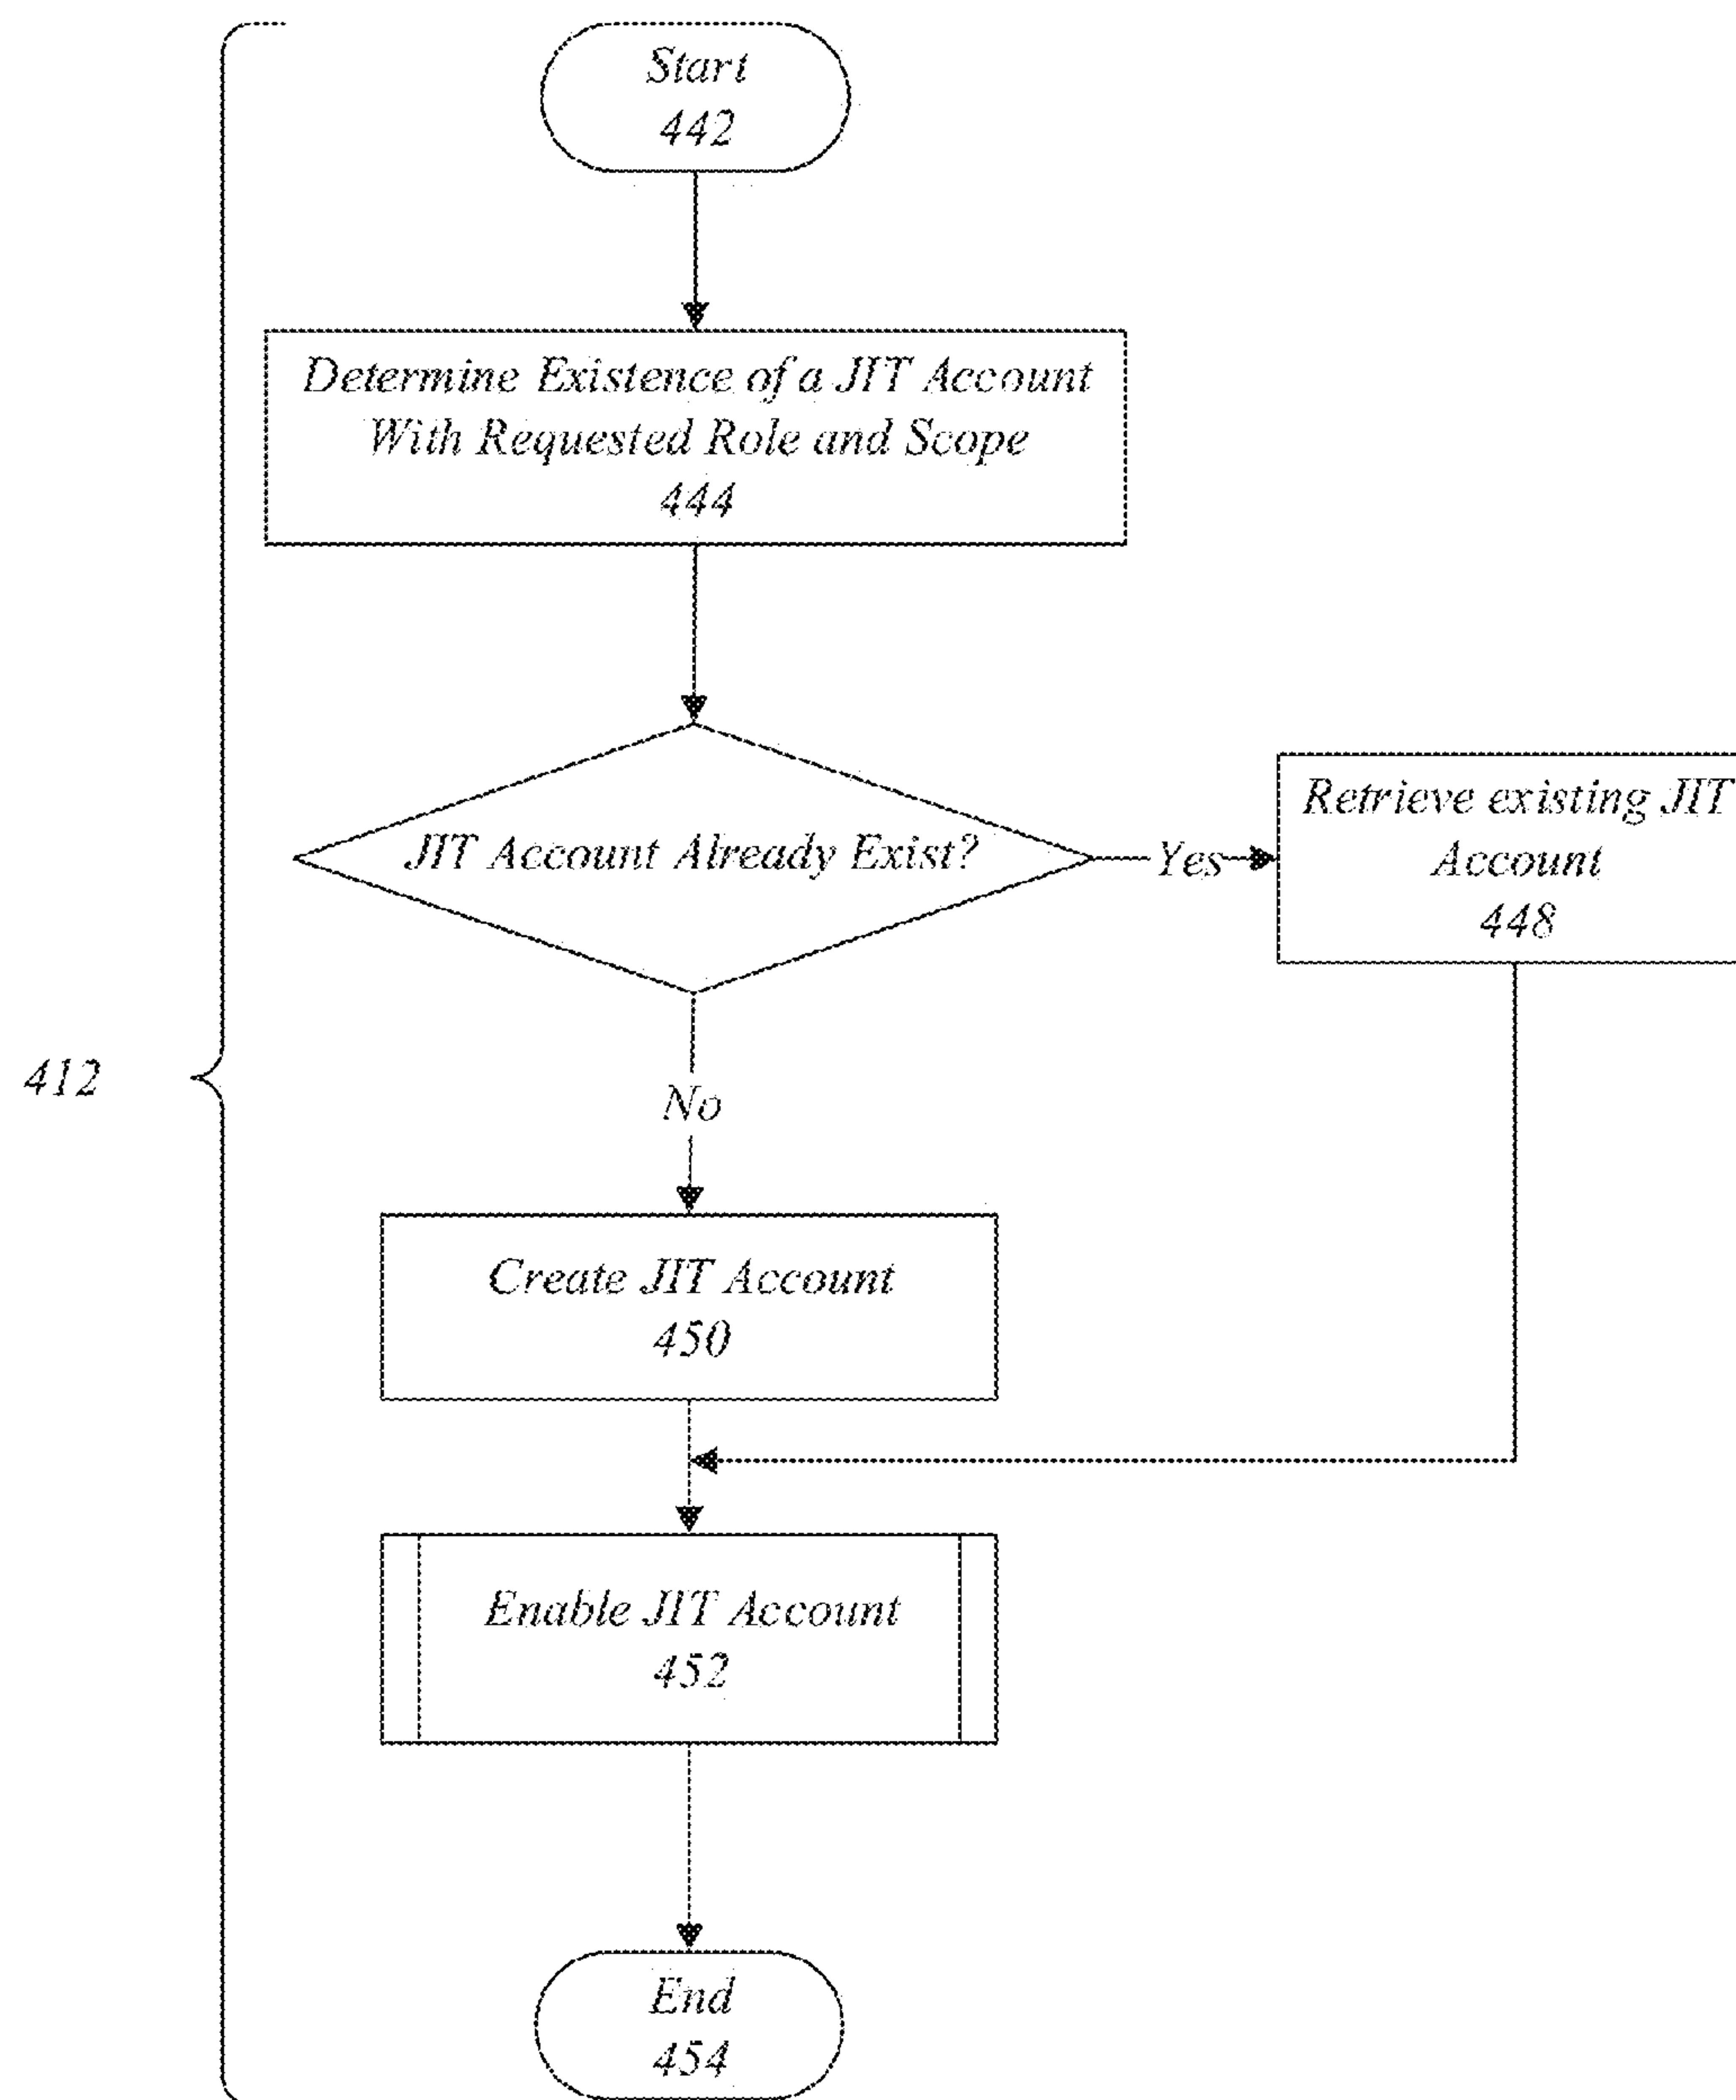 Start
442
Determine Existence of a JIT Account
With Requested Role and Scope
444
JIT Account Already Exist?
Yes
Retrieve existing JIT
Account
448
412
No
Create JIT Account
450
Enable JIT Account
452
End
454